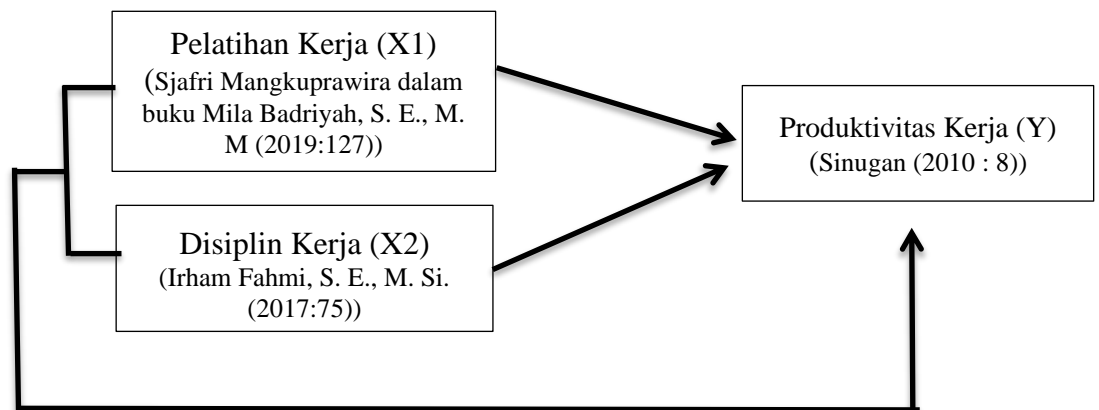 Pelatihan Kerja (X1)
(Sjafri Mangkuprawira dalam
buku Mila Badriyah, S. E., M.
M (2019:127))
Produktivitas Kerja (Y)
(Sinugan (2010 : 8))
Disiplin Kerja (X2)
(Irham Fahmi, S. E., M. Si.
(2017:75))